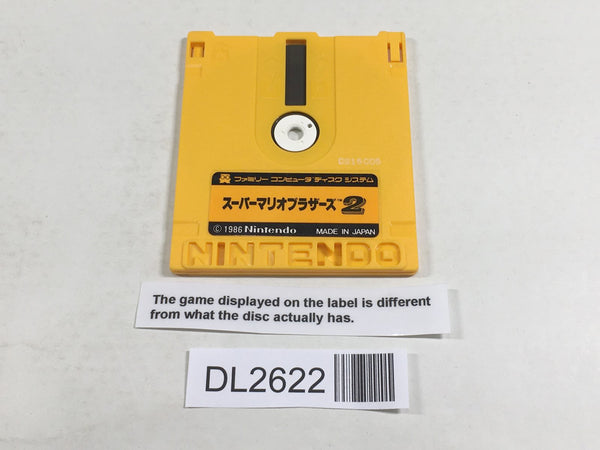 ファミリー コンピュータ ディスク システム
スーパーマリオブラザーズ™2
© 1986 Nintendo MADE IN JAPAN
NINTENDO
The game displayed on the label is different
from what the disc actually has.
DL2622